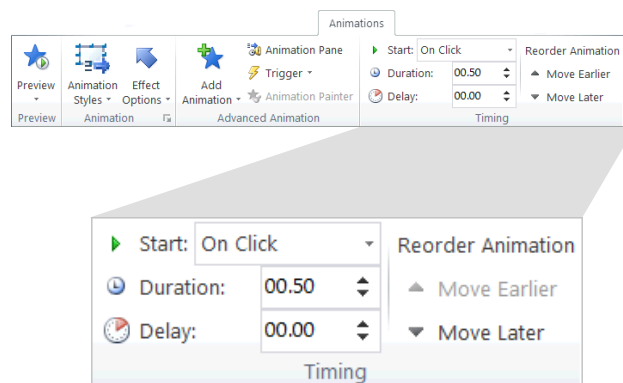 Animations
Preview
Animation Styles
Effect Options
Add Animation
Animation Pane
Trigger
Animation Painter
Start: On Click
Duration: 00.50
Delay: 00.00
Reorder Animation
Move Earlier
Move Later
Preview
Animation
Advanced Animation
Timing
Start: On Click
Duration: 00.50
Delay: 00.00
Reorder Animation
Move Earlier
Move Later
Timing